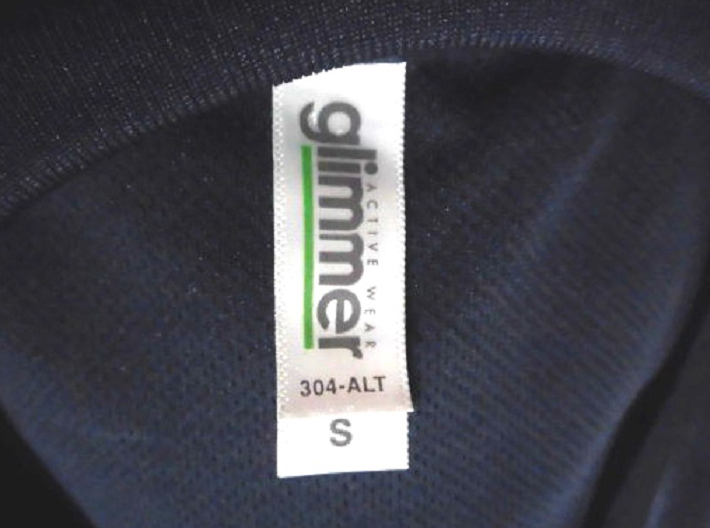 glimmer
ACTIVE WEAR
304-ALT
S